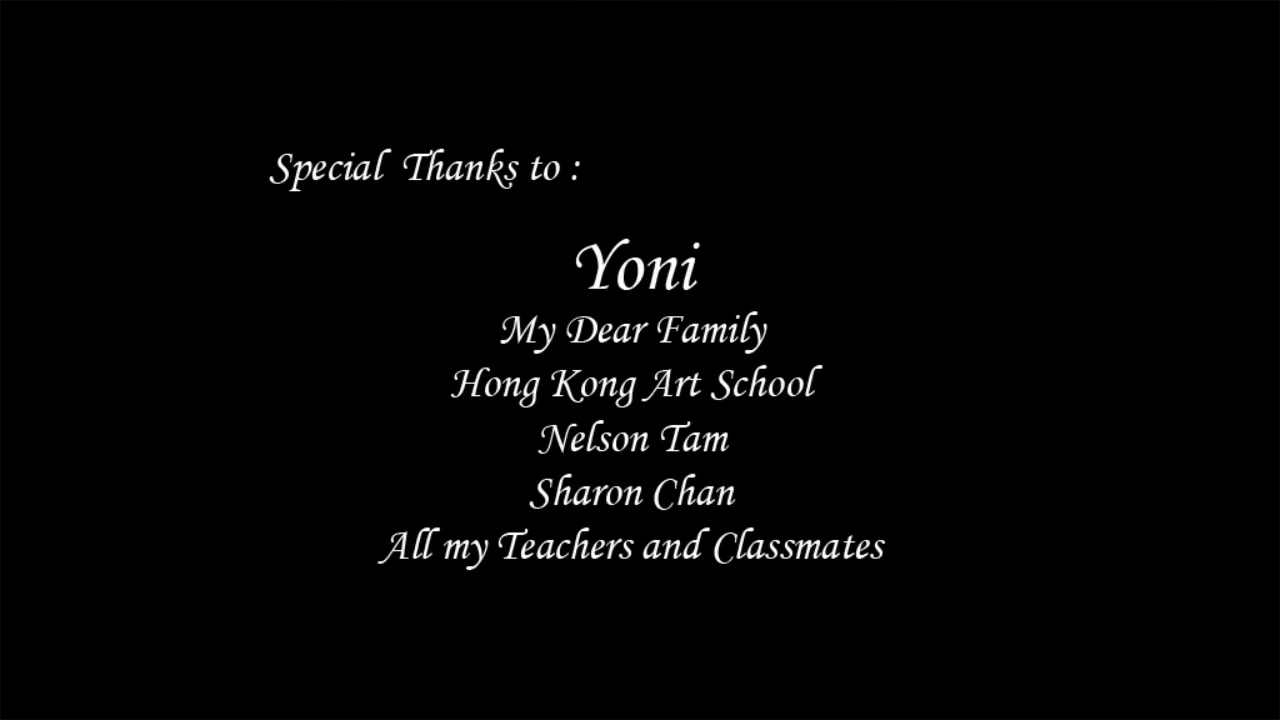 Special Thanks to :
Yoni
My Dear Family
Hong Kong Art School
Nelson Tam
Sharon Chan
All my Teachers and Classmates